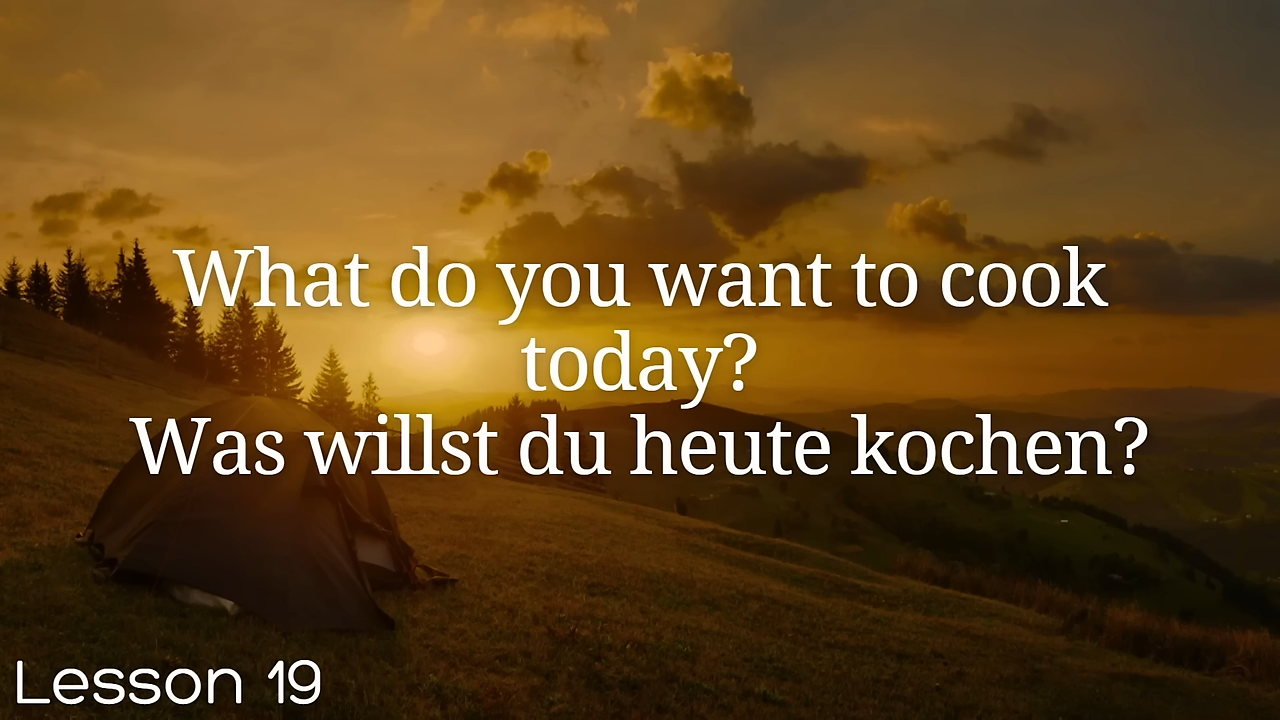 What do you want to cook
today?
Was willst du heute kochen?
Lesson 19